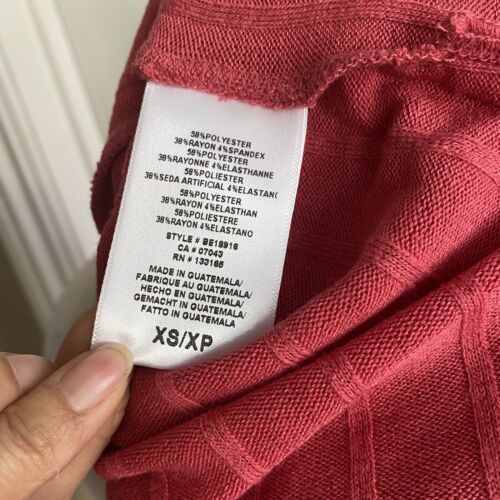 58%POLYESTER
38%RAYON 4%SPANDEX
58%POLYESTER
38%RAYONNE 4%ELASTHANNE
58%POLIESTER
38%SEDA ARTIFICIAL 4%ELASTANO
58%POLYESTER
38%RAYON 4%ELASTHAN
58%POLIESTERE
38%RAYON 4%ELASTANO
STYLE # BE18916
CA # 07043
RN # 133165
MADE IN GUATEMALA/
FABRIQUE AU GUATEMALA/
HECHO EN GUATEMALA/
GEMACHT IN GUATEMALA/
FATTO IN GUATEMALA
XS/XP